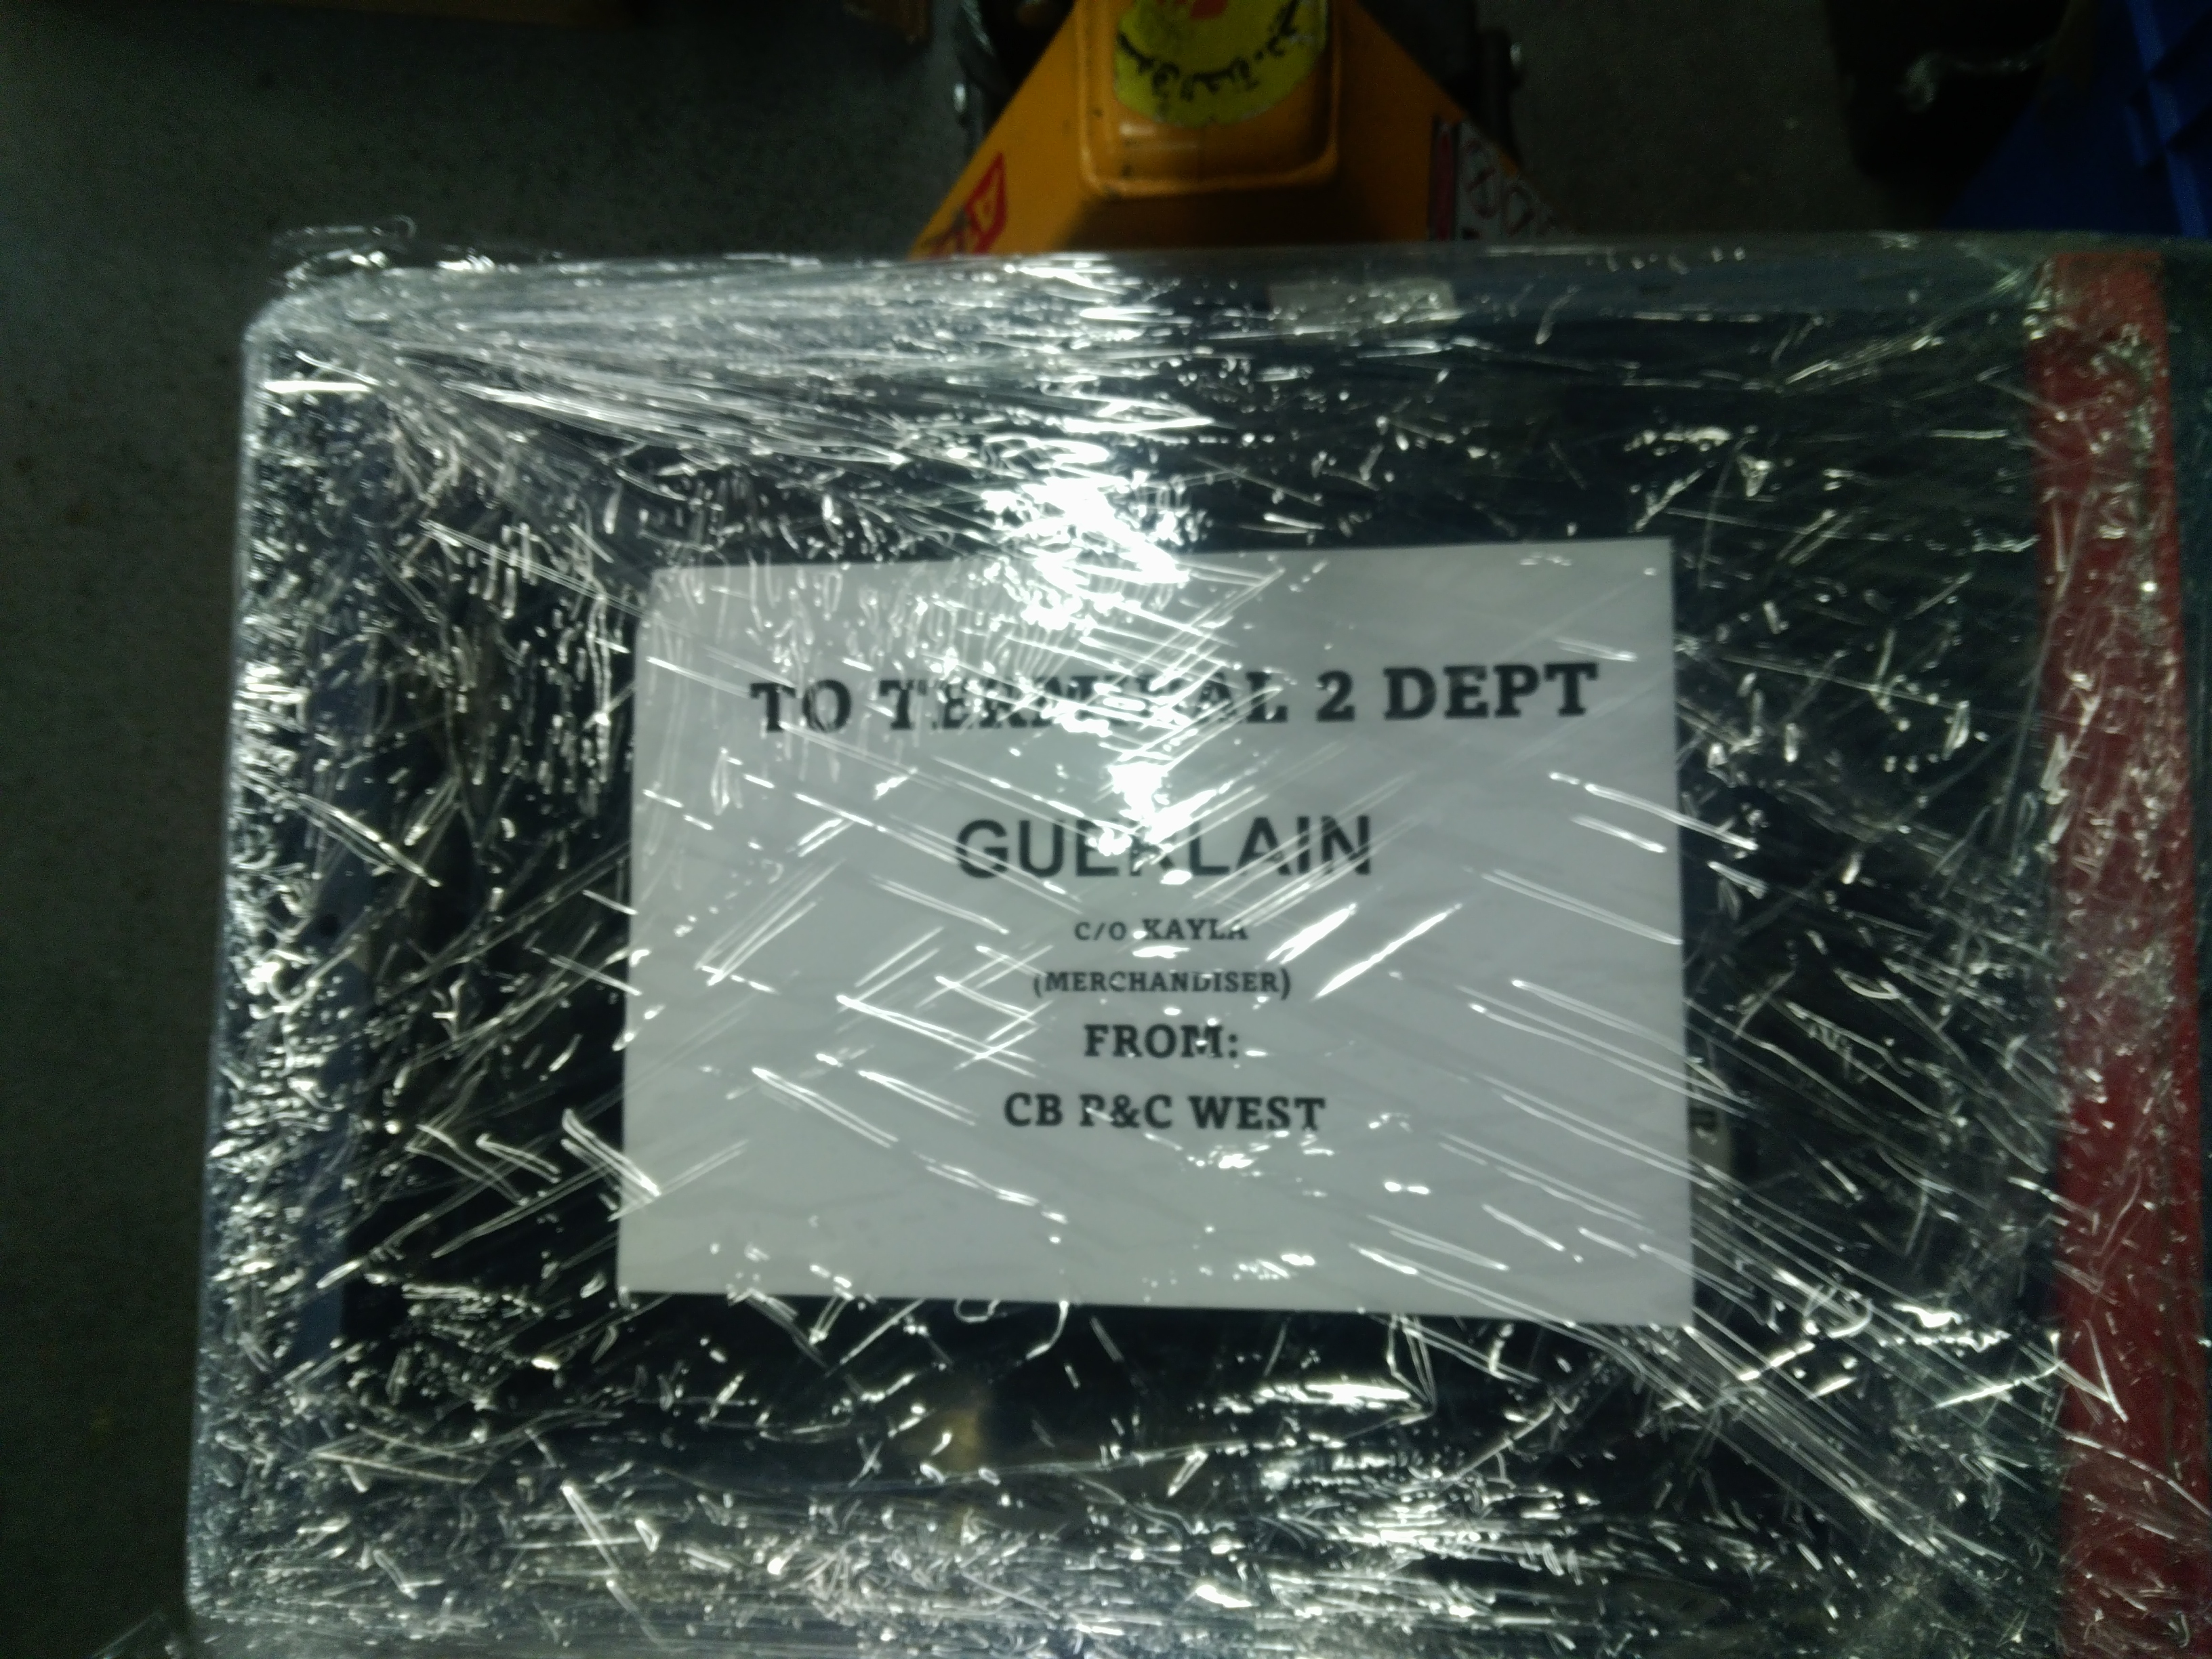 TO TERMINAL 2 DEPT
GUERLAIN
C/O KAYLA
(MERCHANDISER)
FROM:
CB P&C WEST